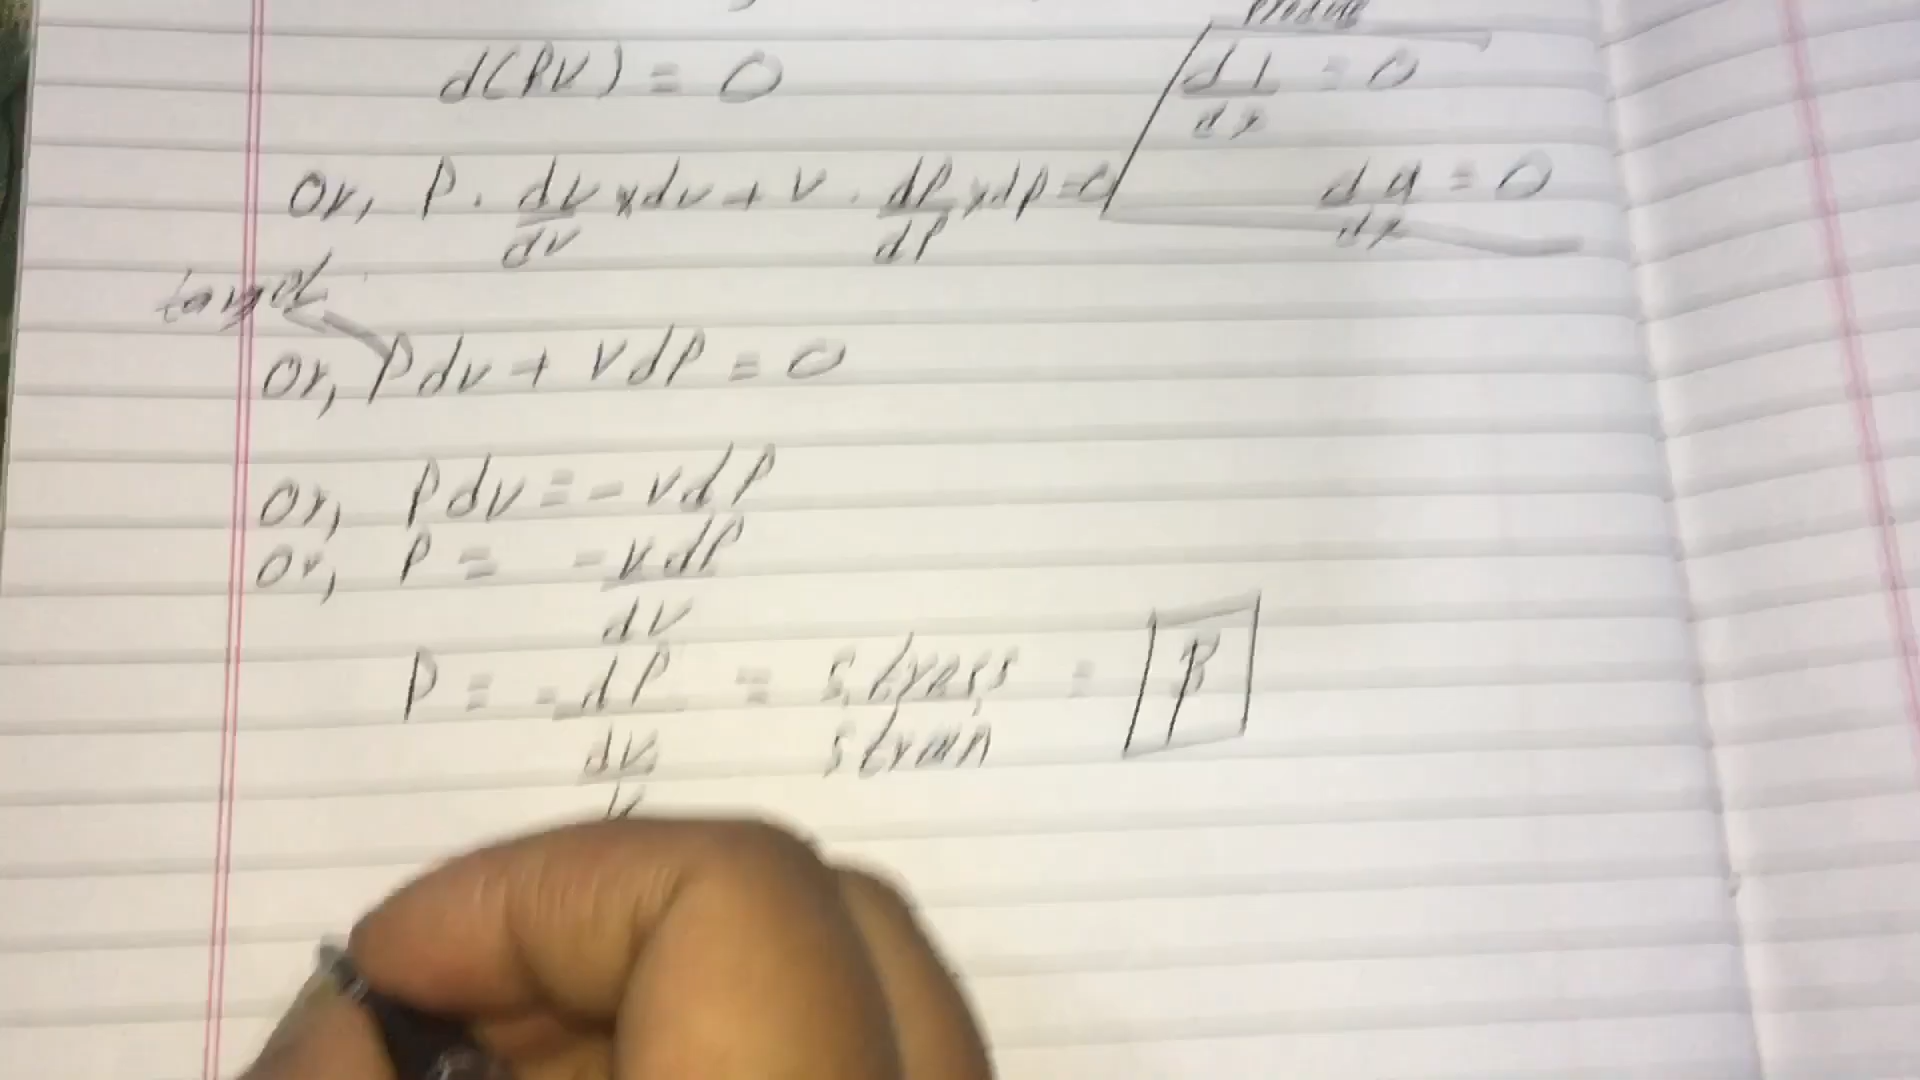 d(PV) = 0
or, P. dv/dv x dv + v. dP/dP x dP = 0
d1/dx = 0
da/dx = 0
or, Pdv + vdP = 0
or, Pdv = - vdP
or, P = -vdP/dv
P = -dP/dv/v = stress/strain =